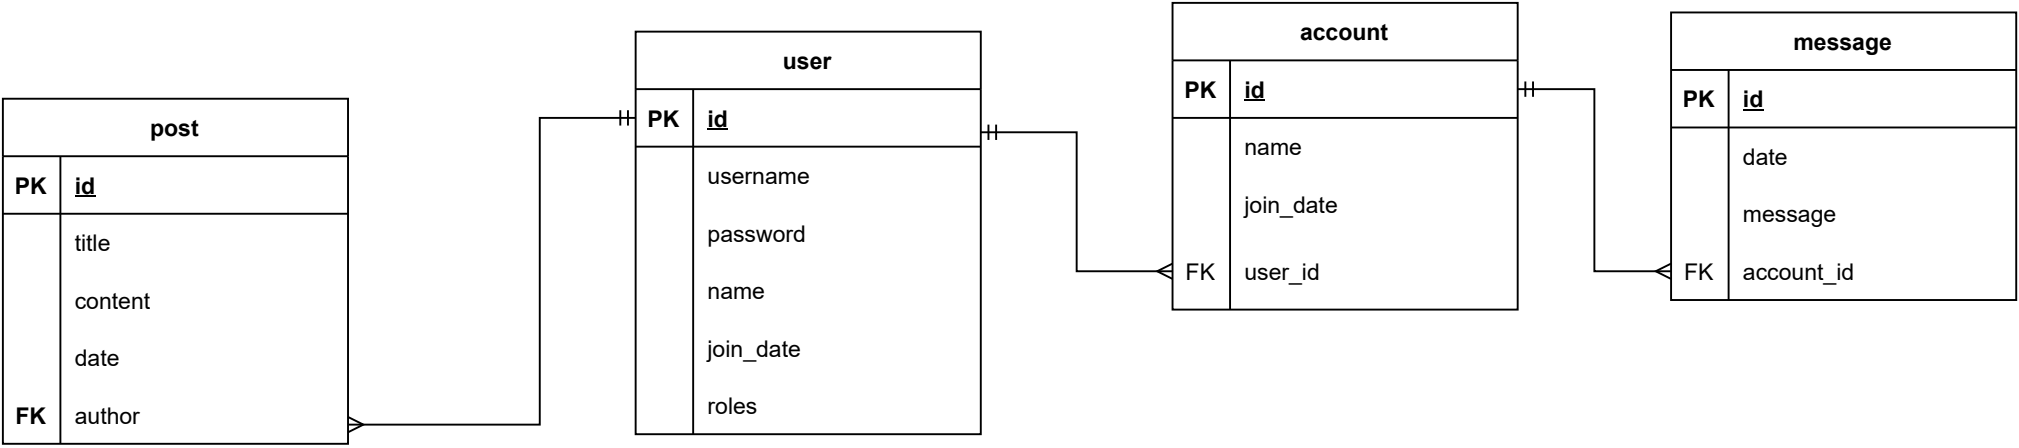 post
PK id
title
content
date
FK author
user
PK id
username
password
name
join_date
roles
account
PK id
name
join_date
FK user_id
message
PK id
date
message
FK account_id